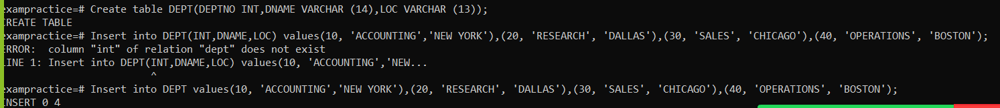 exampractice=# Create table DEPT(DEPTNO INT,DNAME VARCHAR (14),LOC VARCHAR (13));
CREATE TABLE
exampractice=# Insert into DEPT(INT,DNAME,LOC) values(10, 'ACCOUNTING','NEW YORK'),(20, 'RESEARCH', 'DALLAS'),(30, 'SALES', 'CHICAGO'),(40, 'OPERATIONS', 'BOSTON');
ERROR:  column "int" of relation "dept" does not exist
LINE 1: Insert into DEPT(INT,DNAME,LOC) values(10, 'ACCOUNTING','NEW...
                         ^
exampractice=# Insert into DEPT values(10, 'ACCOUNTING','NEW YORK'),(20, 'RESEARCH', 'DALLAS'),(30, 'SALES', 'CHICAGO'),(40, 'OPERATIONS', 'BOSTON');
INSERT 0 4